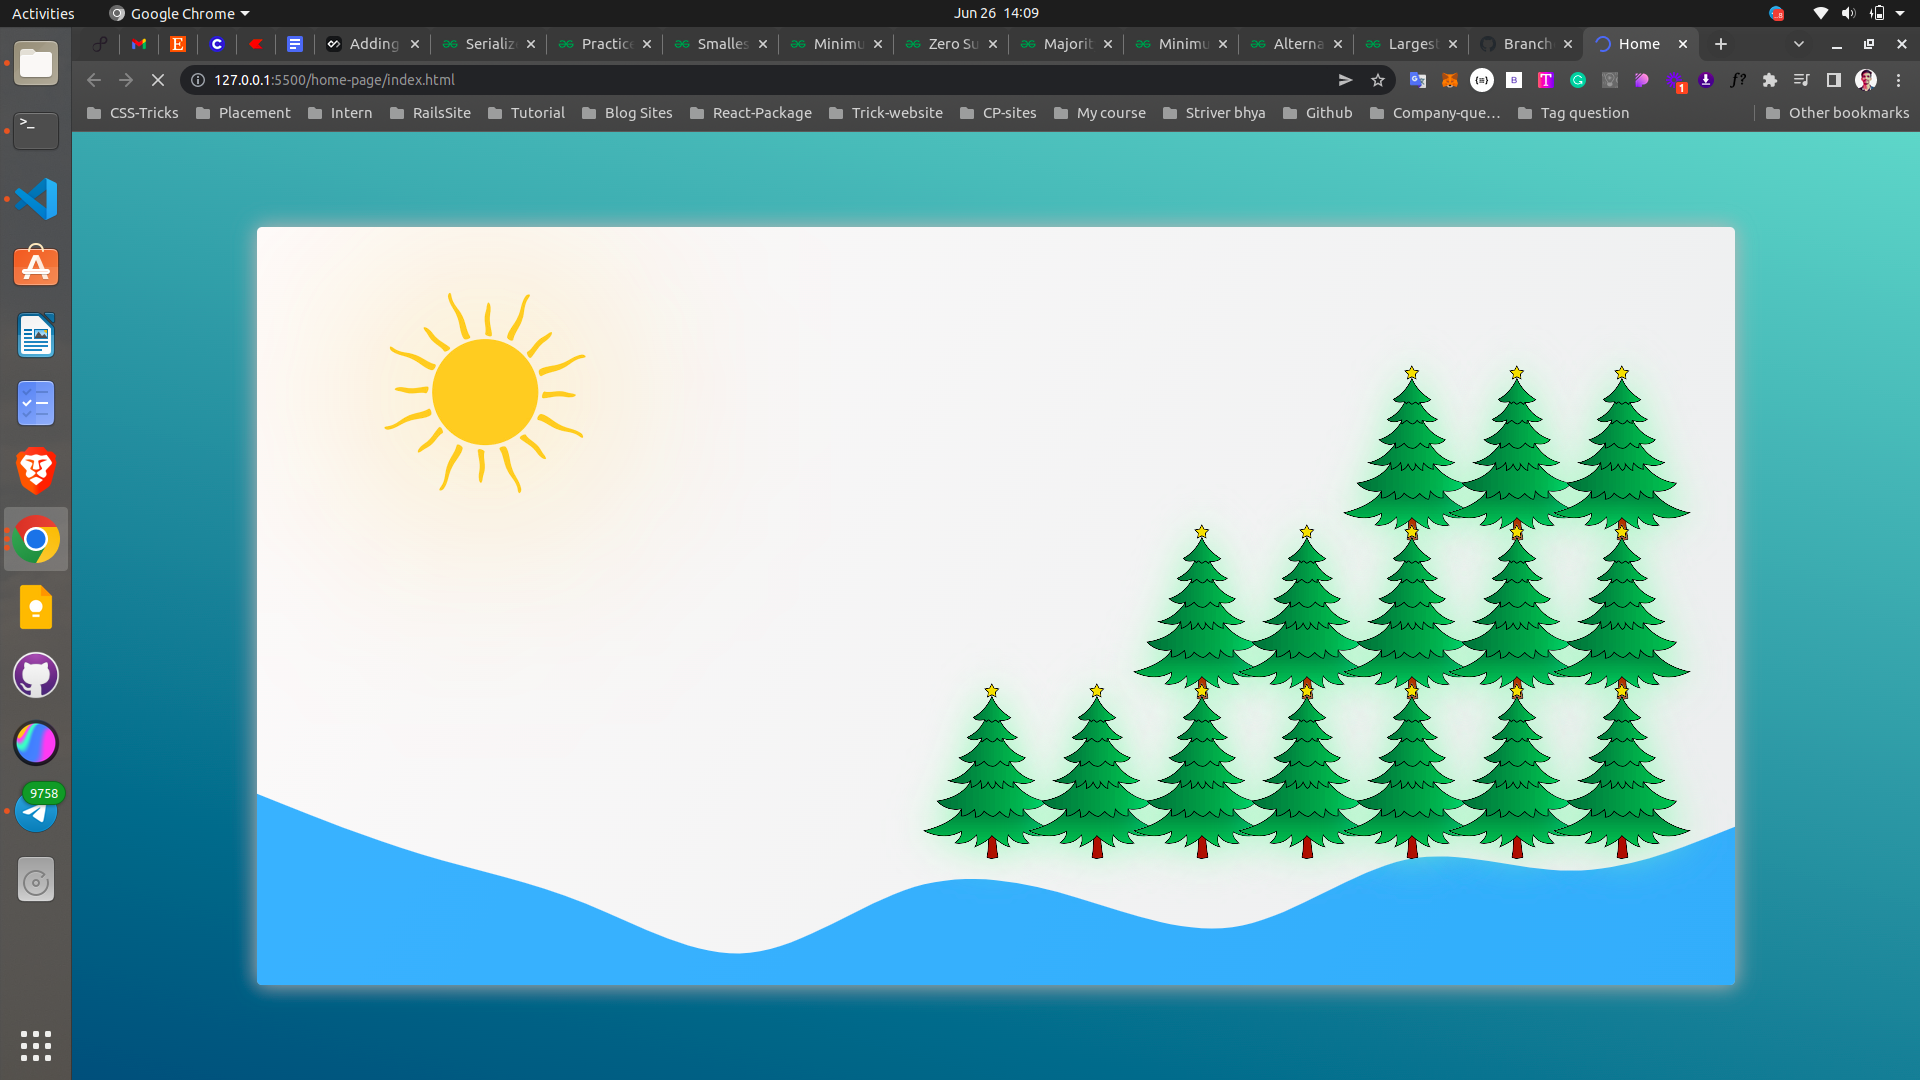 Activities Google Chrome Jun 26 14:09
Adding Serializ Practice Smalles Minimu Zero Su Majorit Minimu Alterna Largest Branch Home
127.0.0.1:5500/home-page/index.html 1
CSS-Tricks Placement Intern RailsSite Tutorial Blog Sites React-Package Trick-website CP-sites My course Striver bhya Github Company-que… Tag question Other bookmarks
9758